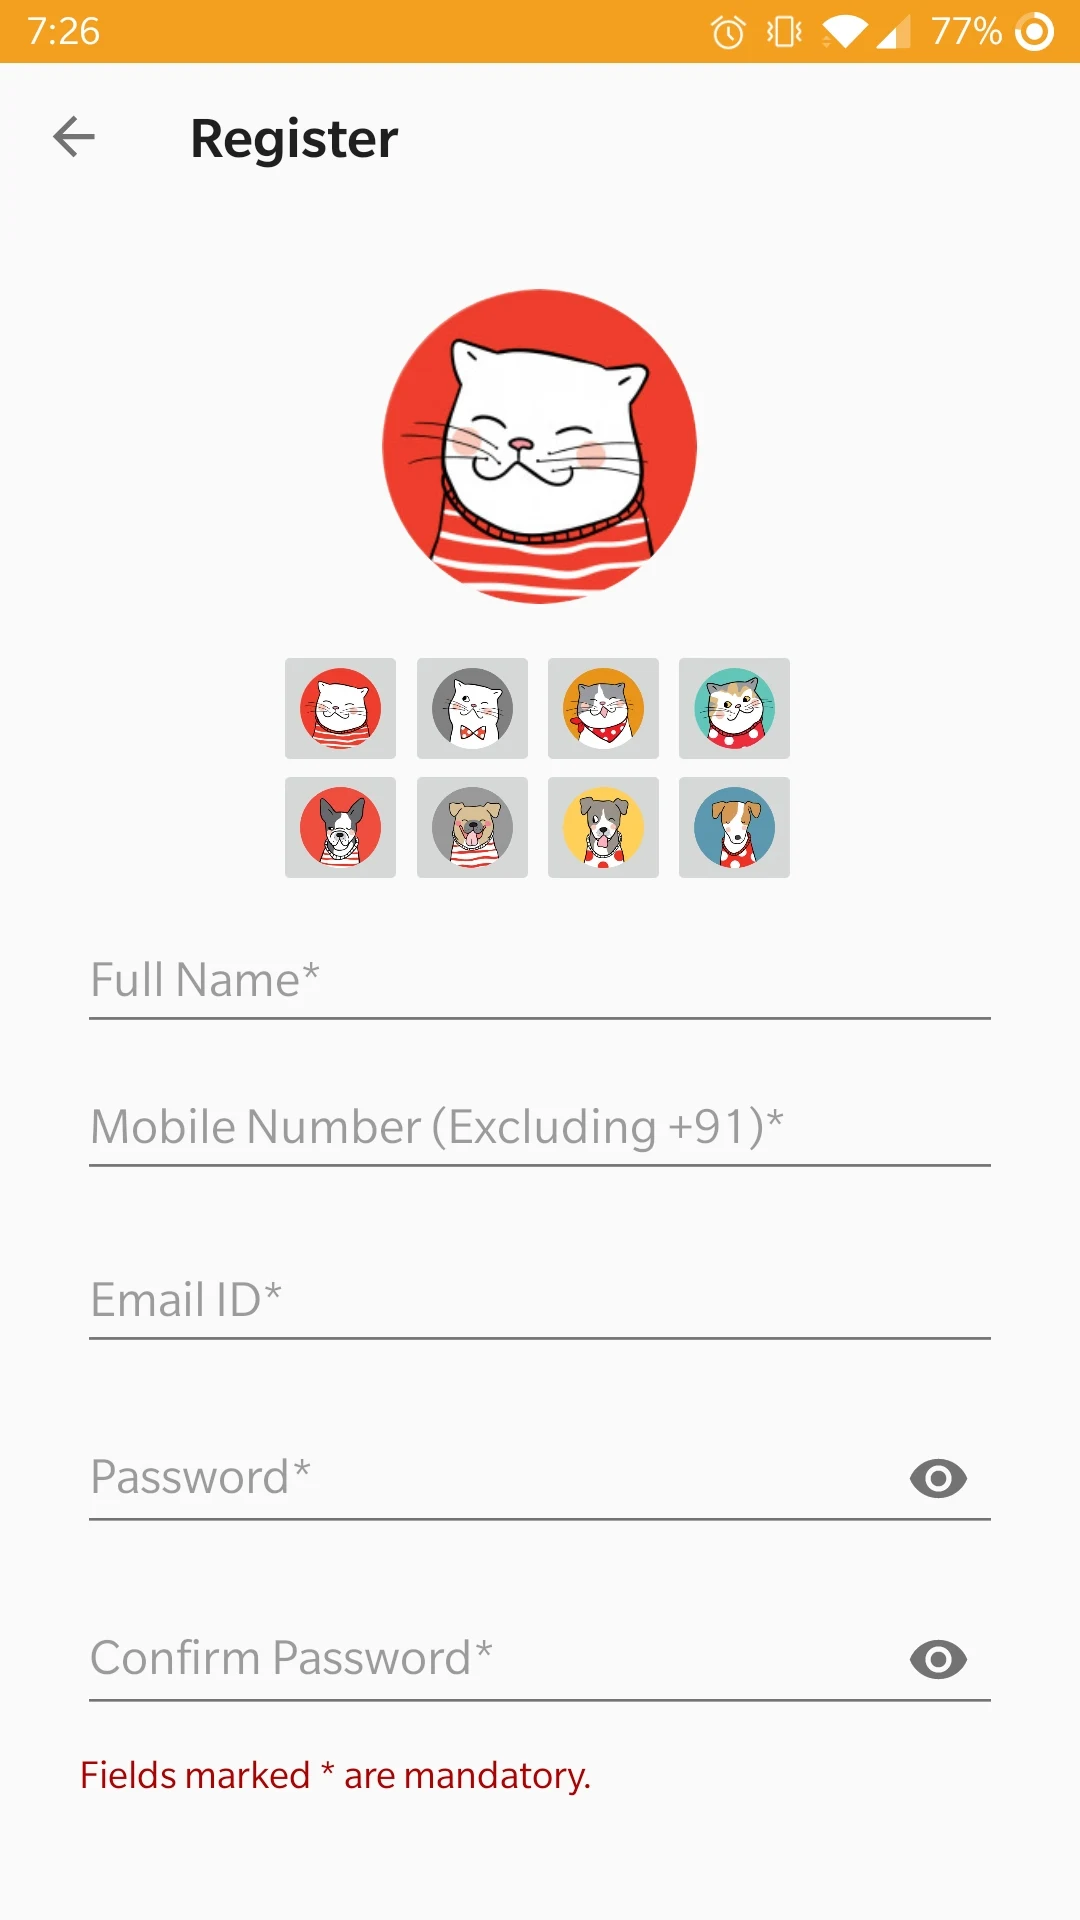 7:26
77%
Register
Full Name*
Mobile Number (Excluding +91)*
Email ID*
Password*
Confirm Password*
Fields marked * are mandatory.